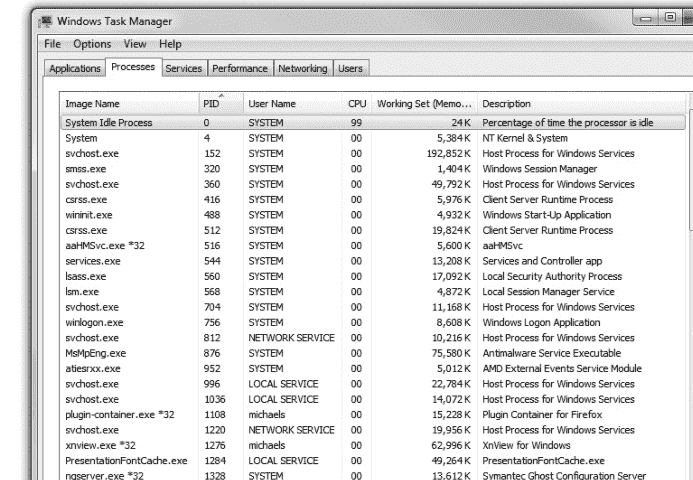 Windows Task Manager
File Options View Help
Applications Processes Services Performance Networking Users
Image Name PID User Name CPU Working Set (Memo... Description
System Idle Process 0 SYSTEM 99 24 K Percentage of time the processor is idle
System 4 SYSTEM 00 5,384 K NT Kernel & System
svchost.exe 152 SYSTEM 00 192,852 K Host Process for Windows Services
smss.exe 320 SYSTEM 00 1,404 K Windows Session Manager
svchost.exe 360 SYSTEM 00 49,792 K Host Process for Windows Services
csrss.exe 416 SYSTEM 00 5,976 K Client Server Runtime Process
wininit.exe 488 SYSTEM 00 4,932 K Windows Start-Up Application
csrss.exe 512 SYSTEM 00 19,824 K Client Server Runtime Process
aaHMSvc.exe *32 516 SYSTEM 00 5,600 K aaHMSvc
services.exe 544 SYSTEM 00 13,208 K Services and Controller app
lsass.exe 560 SYSTEM 00 17,092 K Local Security Authority Process
lsm.exe 568 SYSTEM 00 4,872 K Local Session Manager Service
svchost.exe 704 SYSTEM 00 11,168 K Host Process for Windows Services
winlogon.exe 756 SYSTEM 00 8,608 K Windows Logon Application
svchost.exe 812 NETWORK SERVICE 00 10,216 K Host Process for Windows Services
MsMpEng.exe 876 SYSTEM 00 75,580 K Antimalware Service Executable
atiesrxx.exe 952 SYSTEM 00 5,012 K AMD External Events Service Module
svchost.exe 996 LOCAL SERVICE 00 22,784 K Host Process for Windows Services
svchost.exe 1036 LOCAL SERVICE 00 14,072 K Host Process for Windows Services
plugin-container.exe *32 1108 michaels 00 15,228 K Plugin Container for Firefox
svchost.exe 1220 NETWORK SERVICE 00 19,956 K Host Process for Windows Services
xnview.exe *32 1276 michaels 00 62,996 K XnView for Windows
PresentationFontCache.exe 1284 LOCAL SERVICE 00 49,264 K PresentationFontCache.exe
ngserver.exe *32 1328 SYSTEM 00 13,612 K Symantec Ghost Configuration Server